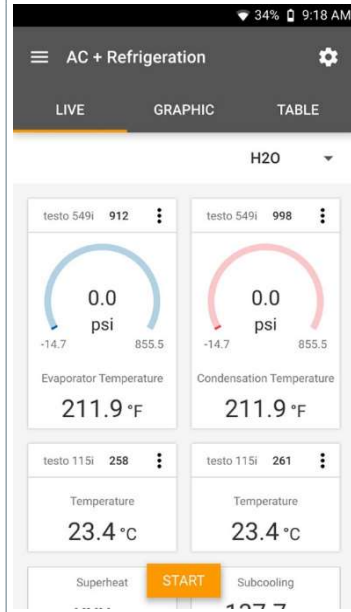 34% 9:18 AM
AC + Refrigeration
LIVE GRAPHIC TABLE
H2O
testo 549i 912
testo 549i 998
0.0
psi
-14.7 855.5
0.0
psi
-14.7 855.5
Evaporator Temperature
211.9 °F
Condensation Temperature
211.9 °F
testo 115i 258
testo 115i 261
Temperature
23.4 °C
Temperature
23.4 °C
Superheat
START
Subcooling